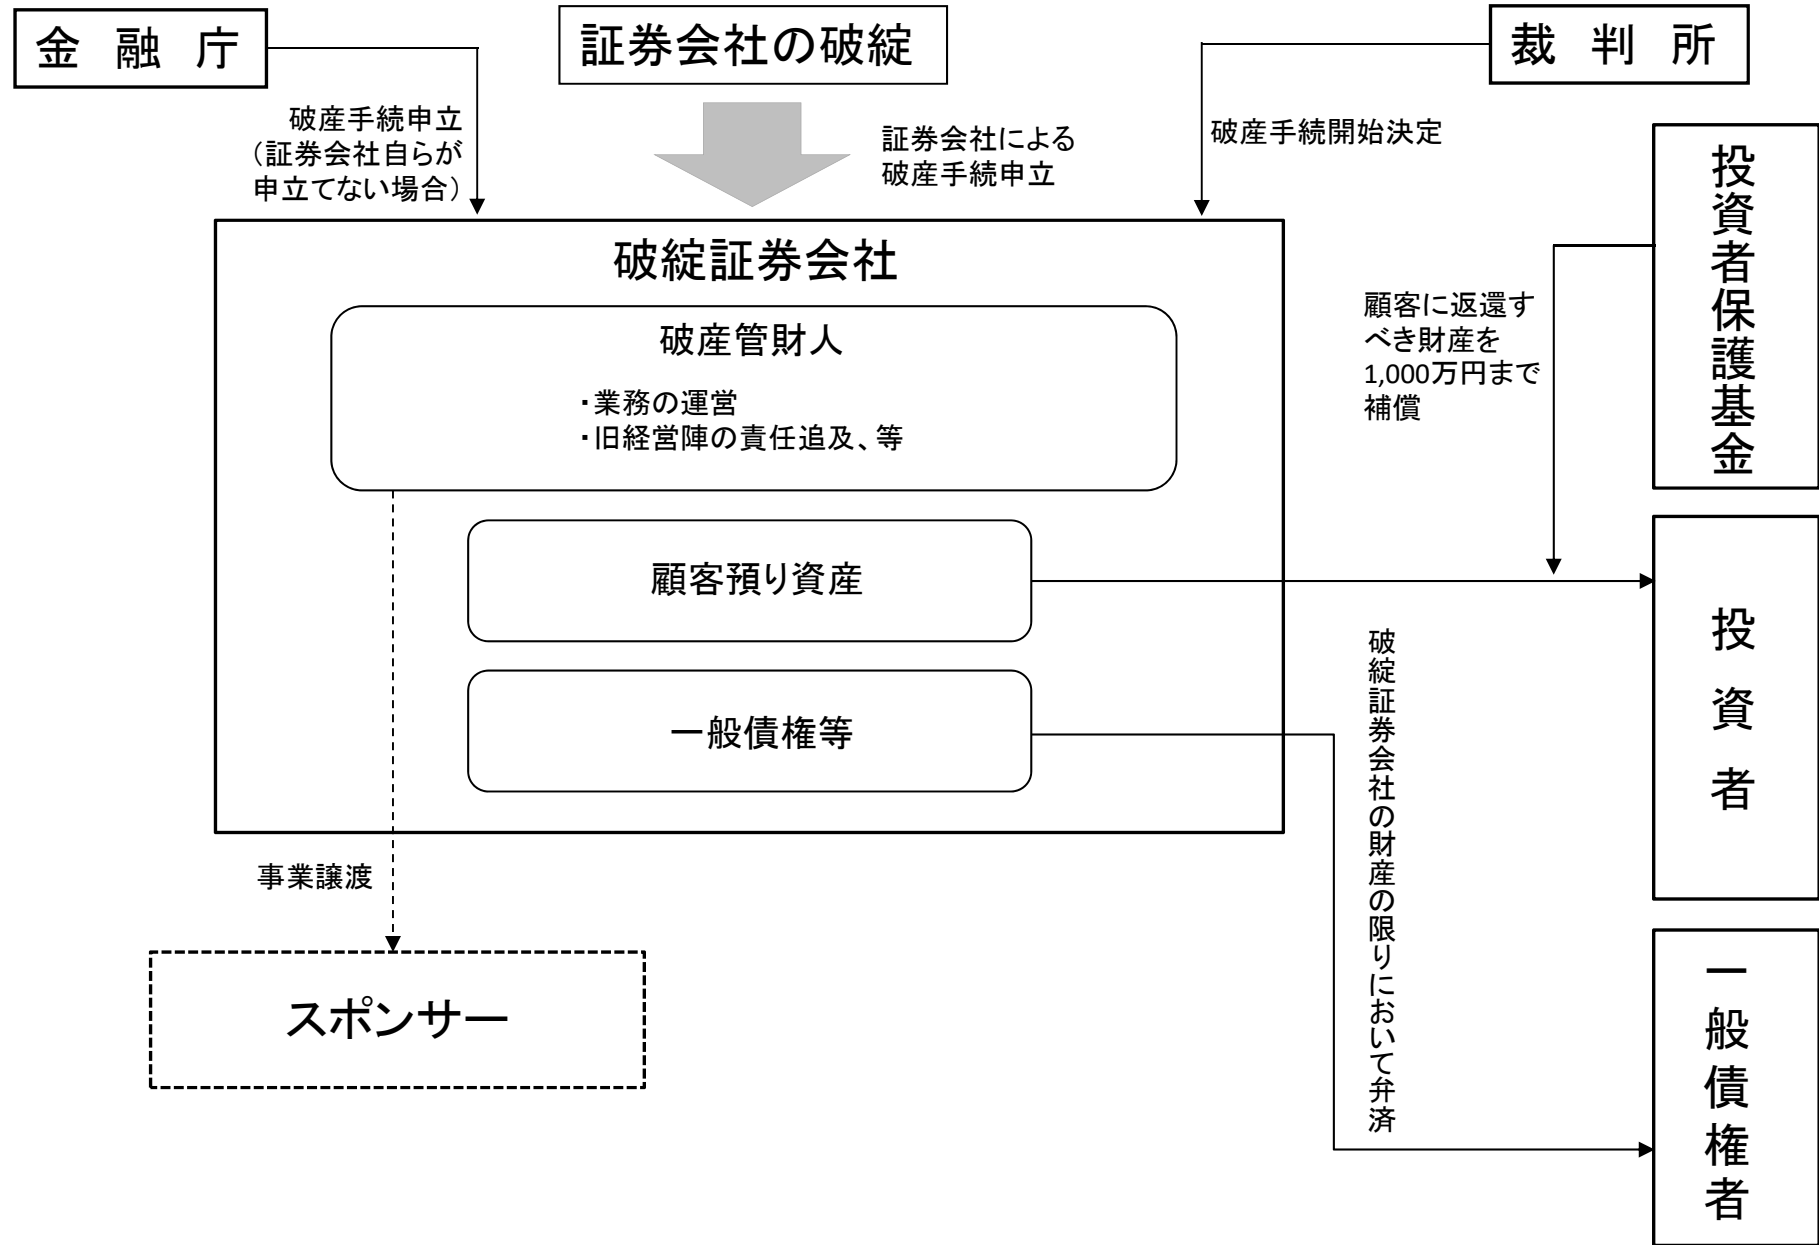 金融庁
証券会社の破綻
裁判所
破産手続申立
（証券会社自らが
申立てない場合）
証券会社による
破産手続申立
破産手続開始決定
投資者保護基金
破綻証券会社
破産管財人
・業務の運営
・旧経営陣の責任追及、等
顧客に返還す
べき財産を
1,000万円まで
補償
顧客預り資産
投資者
一般債権等
破綻証券会社の財産の限りにおいて弁済
事業譲渡
スポンサー
一般債権者